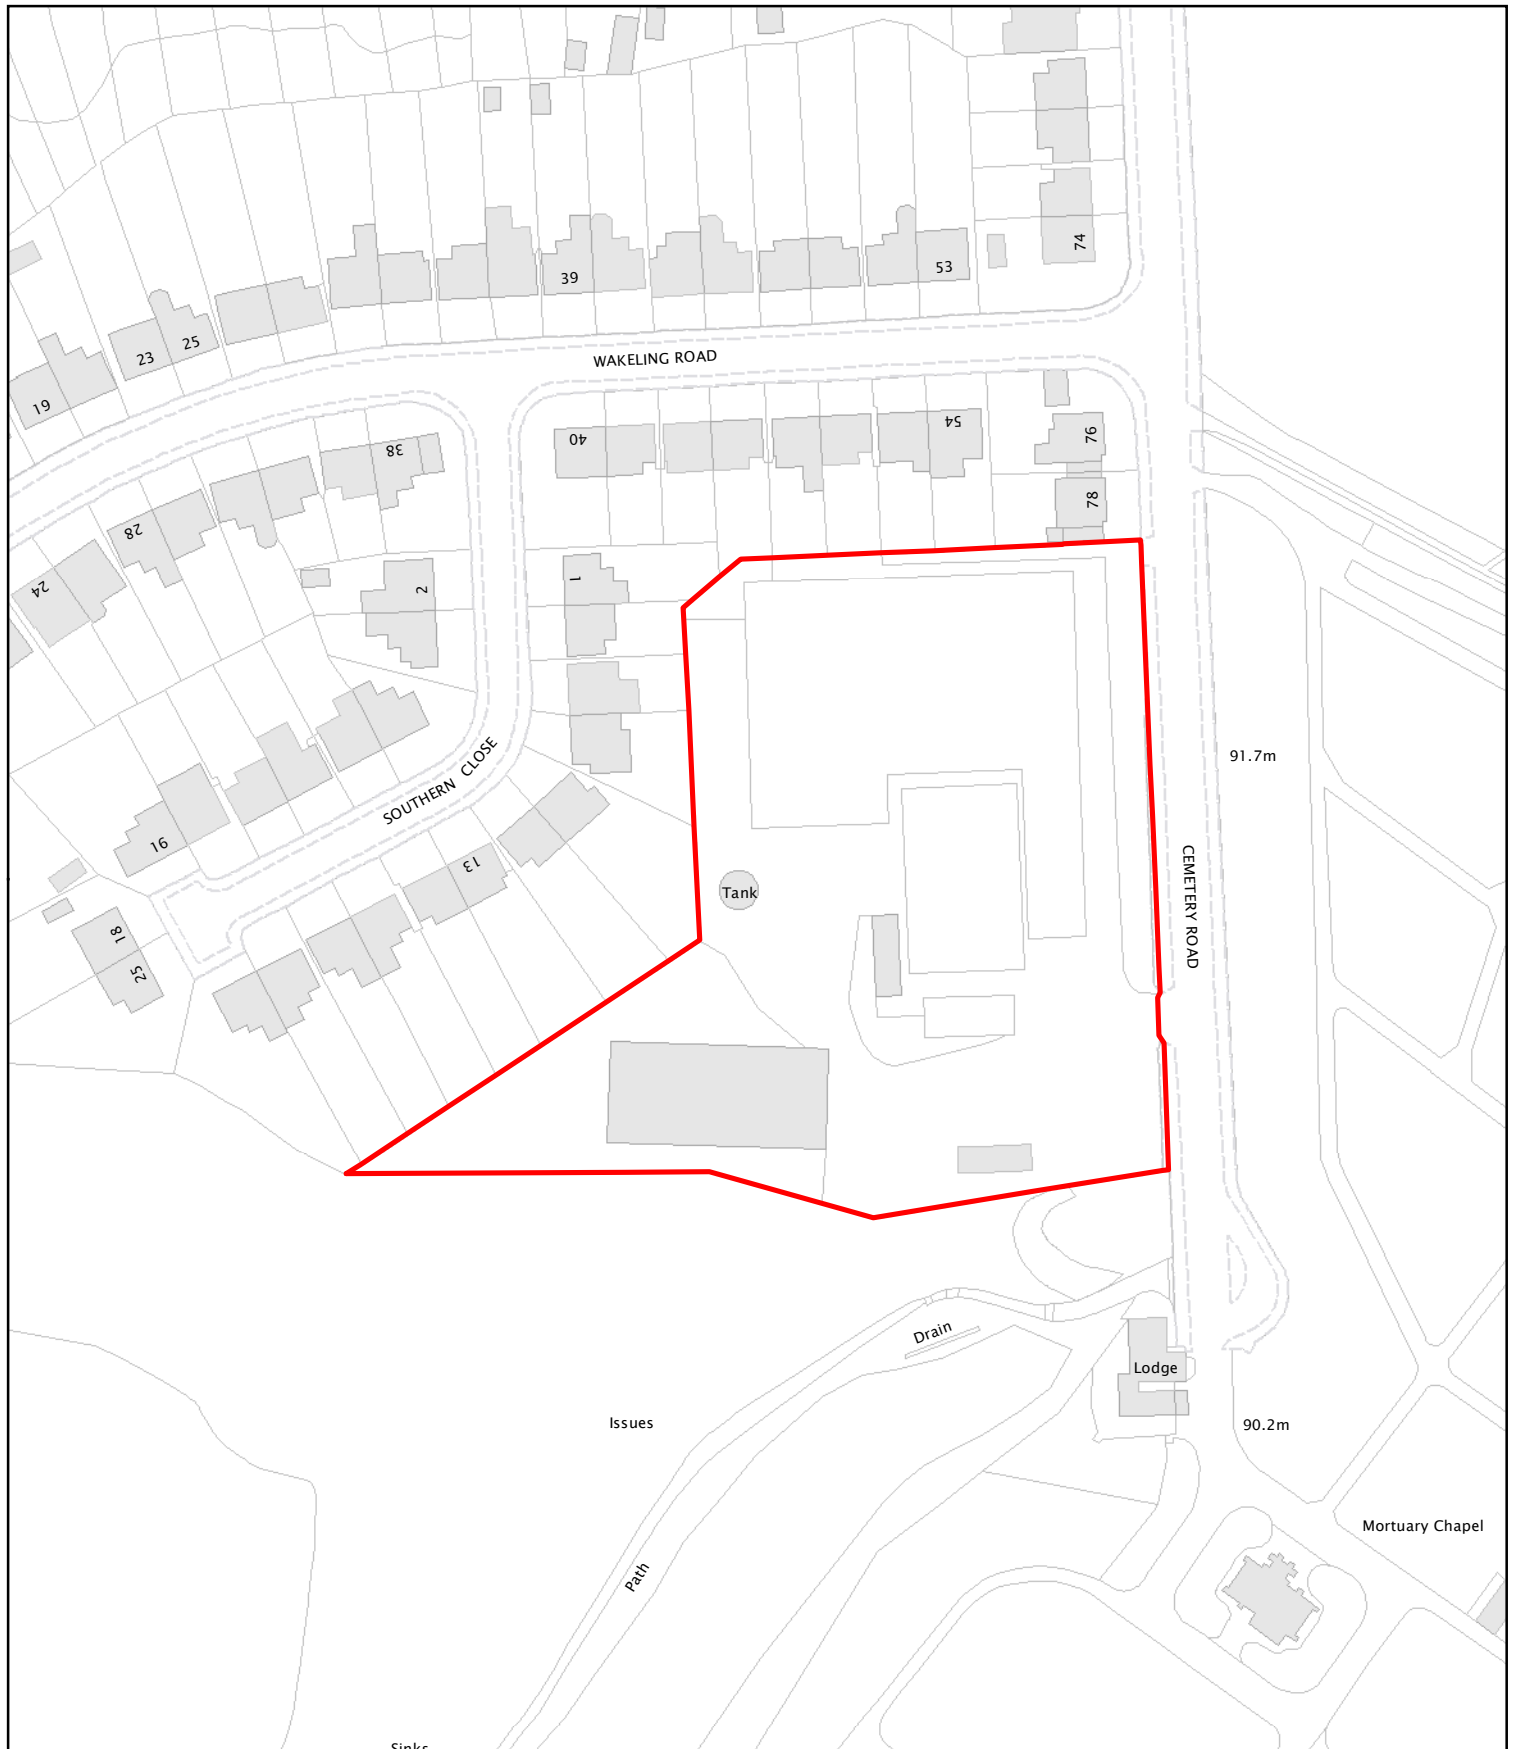 74
53
39
WAKELING ROAD
25
23
19
54
76
40
38
78
28
24
1
2
SOUTHERN CLOSE
91.7m
16
13
CEMETERY ROAD
Tank
18
25
Drain
Lodge
Issues
90.2m
Mortuary Chapel
Path
Sinks